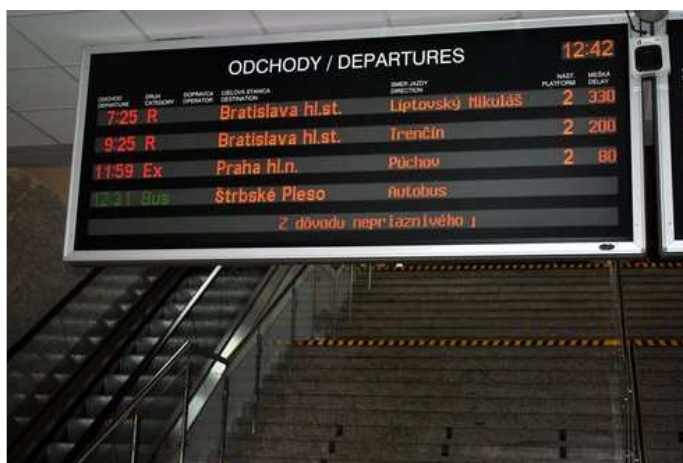 ODCHODY / DEPARTURES 12:42
ODCHOD DRUH DOPRAVCA CIEĽOVÁ STANICA SMER JAZDY NÁST. MEŠKÁ
DEPARTURE CATEGORY OPERATOR DESTINATION DIRECTION PLATFORM DELAY
7:25 R Bratislava hl.st. Liptovský Mikuláš 2 330
9:25 R Bratislava hl.st. Trenčín 2 200
11:59 Ex Praha hl.n. Púchov 2 80
12:31 Bus Štrbské Pleso Autobus
Z dôvodu nepriaznivého